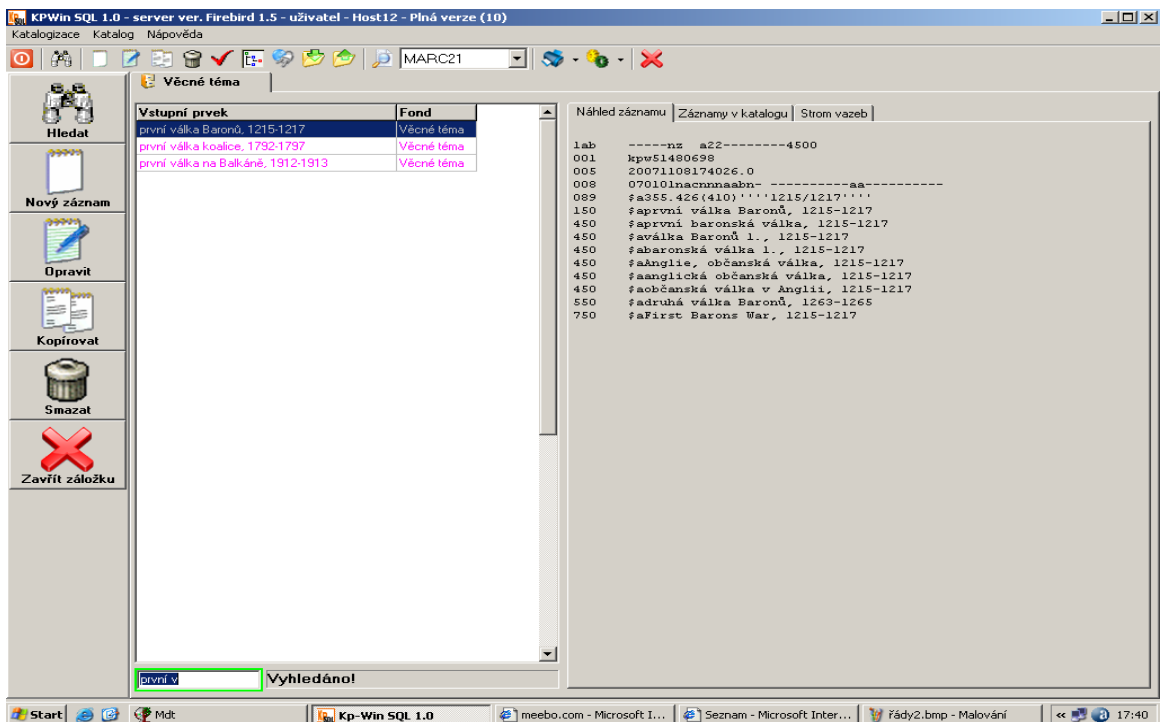 KPWin SQL 1.0 - server ver. Firebird 1.5 - uživatel - Host12 - Plná verze (10)
Katalogizace Katalog Nápověda
MARC21
Hledat
Nový záznam
Opravit
Kopírovat
Smazat
Zavřít záložku
Věcné téma
Vstupní prvek Fond
první válka Baronů, 1215-1217 Věcné téma
první válka koalice, 1792-1797 Věcné téma
první válka na Balkáně, 1912-1913 Věcné téma
první v Vyhledáno!
Náhled záznamu Záznamy v katalogu Strom vazeb
lab -----nz a22--------4500
001 kpw51480698
005 20071108174026.0
008 070101nacnnnaabn- ----------aa----------
089 $a355.426(410)''''1215/1217''''
150 $aprvní válka Baronů, 1215-1217
450 $aprvní baronská válka, 1215-1217
450 $aválka Baronů 1., 1215-1217
450 $abaronská válka 1., 1215-1217
450 $aAnglie, občanská válka, 1215-1217
450 $aanglická občanská válka, 1215-1217
450 $aobčanská válka v Anglii, 1215-1217
550 $adruhá válka Baronů, 1263-1265
750 $aFirst Barons War, 1215-1217
Start Mdt Kp-Win SQL 1.0 meebo.com - Microsoft I... Seznam - Microsoft Inter... řády2.bmp - Malování « 17:40